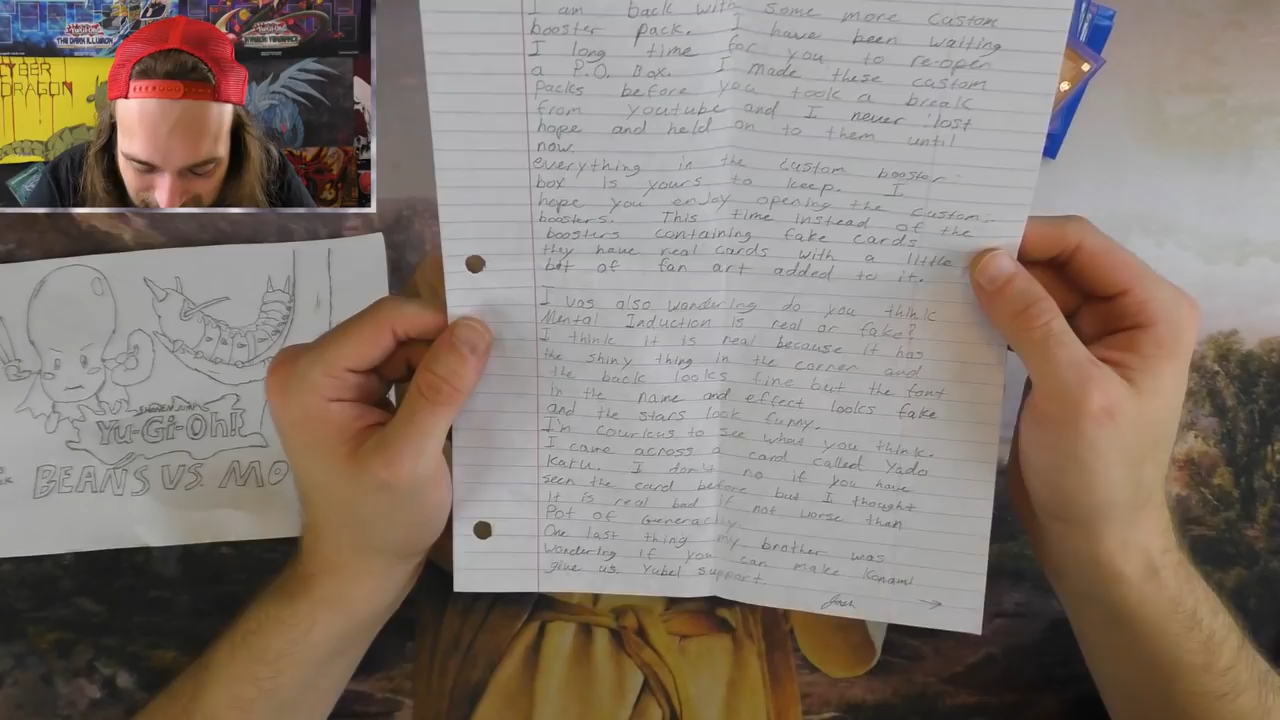 THE DARK ILLUSION
CYBER
DRAGON
I am back with some more custom
booster pack. I have been waiting
I long time for you to re-open
a P.O. Box. I made these custom
packs before you took a break
from youtube and I never lost
hope and held on to them until
now.
everything in the custom booster
box is yours to keep. I
hope you enjoy opening the custom
boosters. This time instead of the
boosters containing fake cards
they have real cards with a little
bit of fan art added to it.
I was also wandering do you think
Mental Induction is real or fake?
I think it is real because it has
the shiny thing in the corner and
the back looks fine but the font
in the name and effect looks fake
and the stars look funny.
I'm courious to see what you think.
I came across a card called Yado
Karu. I don't no if you have
seen the card before but I thought
it is real bad if not worse than
Pot of Generacity.
One last thing my brother was
wondering if you can make Konami
give us Yubel support.
Josh →
SHONEN JUMP
Yu-Gi-Oh!
BEANS VS. MO